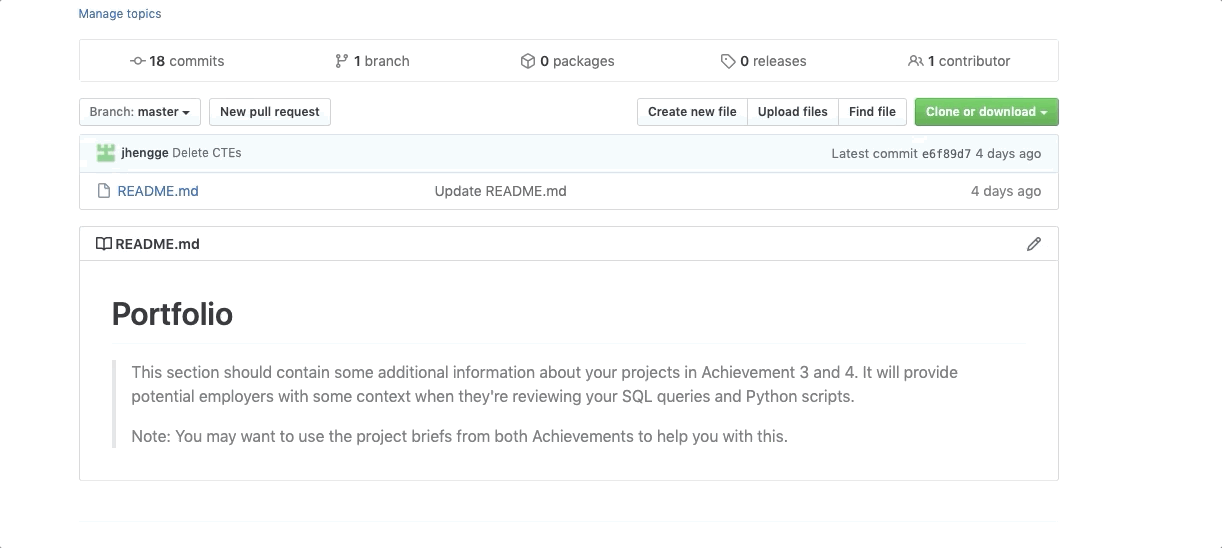 Manage topics
18 commits 1 branch 0 packages 0 releases 1 contributor
Branch: master New pull request Create new file Upload files Find file Clone or download
jhengge Delete CTEs Latest commit e6f89d7 4 days ago
README.md Update README.md 4 days ago
README.md
Portfolio
This section should contain some additional information about your projects in Achievement 3 and 4. It will provide
potential employers with some context when they're reviewing your SQL queries and Python scripts.
Note: You may want to use the project briefs from both Achievements to help you with this.